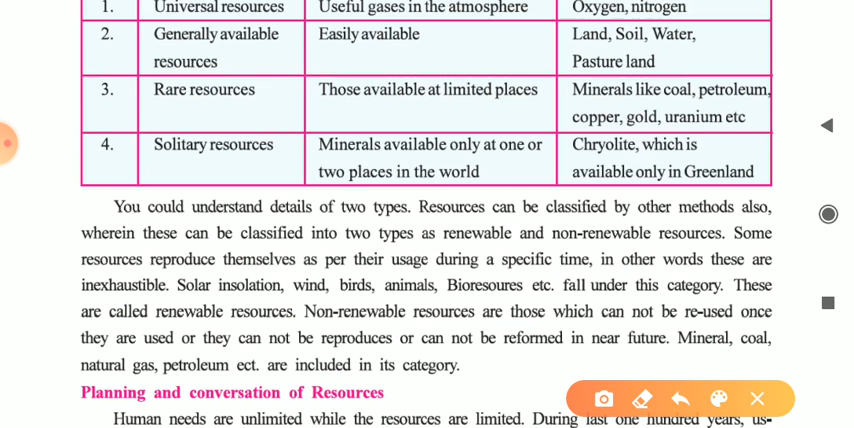 1. Universal resources Useful gases in the atmosphere Oxygen, nitrogen
2. Generally available Easily available Land, Soil, Water,
resources Pasture land
3. Rare resources Those available at limited places Minerals like coal, petroleum,
copper, gold, uranium etc
4. Solitary resources Minerals available only at one or Chryolite, which is
two places in the world available only in Greenland
You could understand details of two types. Resources can be classified by other methods also,
wherein these can be classified into two types as renewable and non-renewable resources. Some
resources reproduce themselves as per their usage during a specific time, in other words these are
inexhaustible. Solar insolation, wind, birds, animals, Bioresoures etc. fall under this category. These
are called renewable resources. Non-renewable resources are those which can not be re-used once
they are used or they can not be reproduces or can not be reformed in near future. Mineral, coal,
natural gas, petroleum ect. are included in its category.
Planning and conversation of Resources
Human needs are unlimited while the resources are limited. During last one hundred years, us-